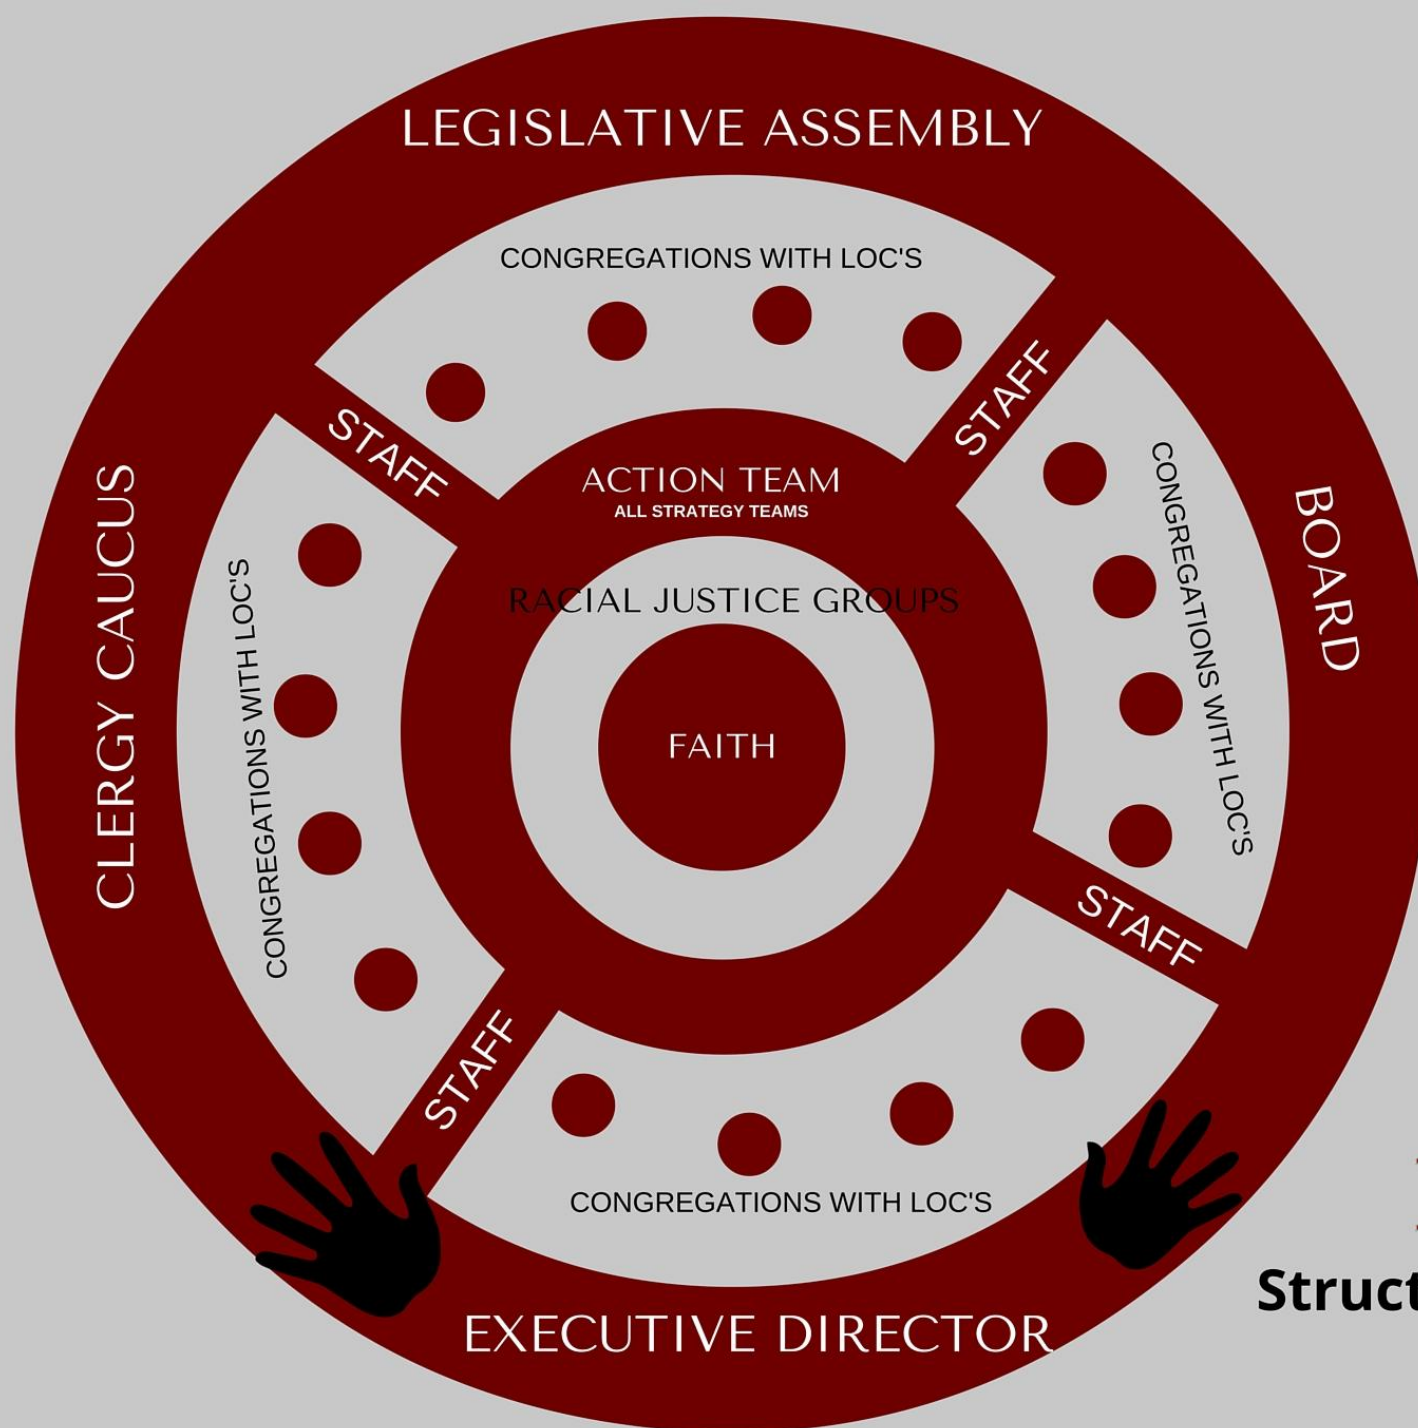 LEGISLATIVE ASSEMBLY
CONGREGATIONS WITH LOC'S
STAFF
STAFF
ACTION TEAM
ALL STRATEGY TEAMS
RACIAL JUSTICE GROUPS
FAITH
CLERGY CAUCUS
CONGREGATIONS WITH LOC'S
CONGREGATIONS WITH LOC'S
BOARD
STAFF
STAFF
CONGREGATIONS WITH LOC'S
EXECUTIVE DIRECTOR